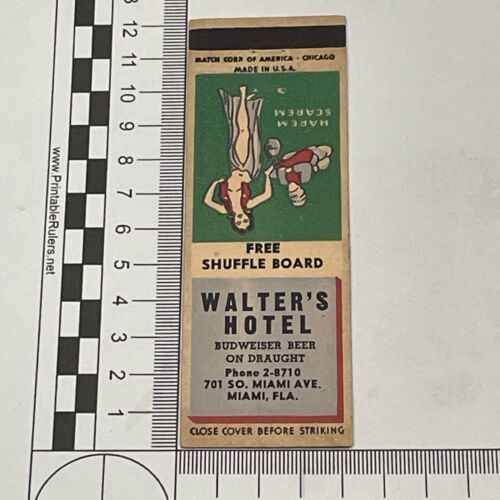 MATCH CORP OF AMERICA - CHICAGO
MADE IN U.S.A.
HAREM
SCAREM
FREE
SHUFFLE BOARD
WALTER'S
HOTEL
BUDWEISER BEER
ON DRAUGHT
Phone 2-8710
701 SO. MIAMI AVE.
MIAMI, FLA.
CLOSE COVER BEFORE STRIKING
www.PrintableRulers.net
13
12
11
10
9
8
7
6
5
4
3
2
1